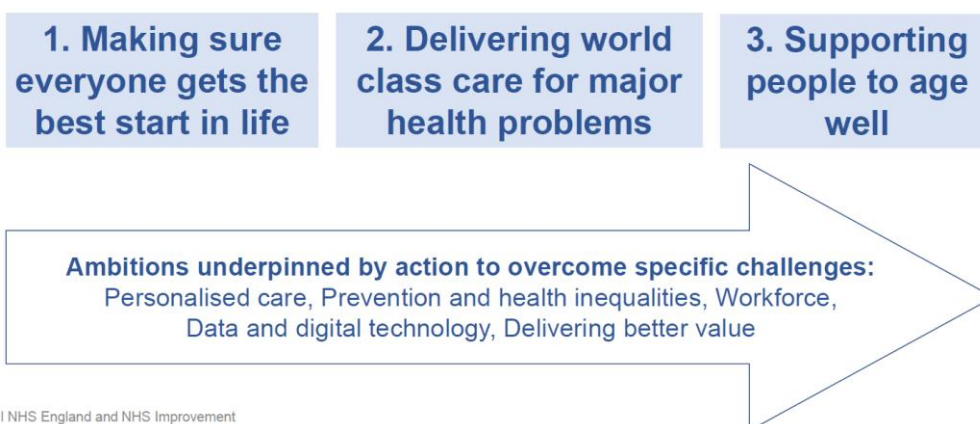 1. Making sure
everyone gets the
best start in life
2. Delivering world
class care for major
health problems
3. Supporting
people to age
well
Ambitions underpinned by action to overcome specific challenges:
Personalised care, Prevention and health inequalities, Workforce,
Data and digital technology, Delivering better value
NHS England and NHS Improvement